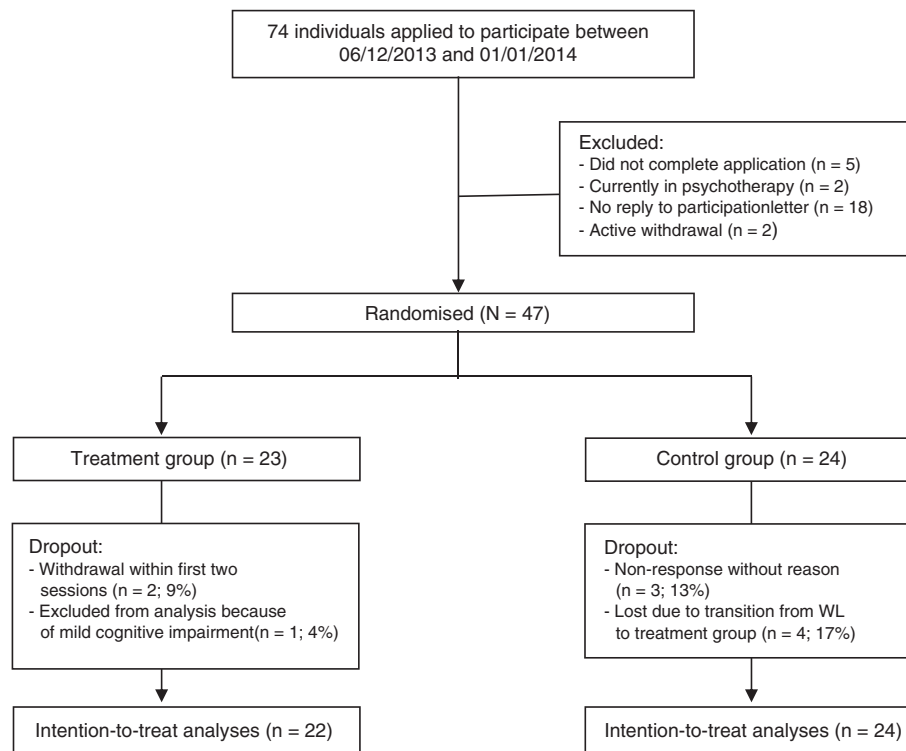 74 individuals applied to participate between
06/12/2013 and 01/01/2014
Excluded:
- Did not complete application (n = 5)
- Currently in psychotherapy (n = 2)
- No reply to participationletter (n = 18)
- Active withdrawal (n = 2)
Randomised (N = 47)
Treatment group (n = 23)
Control group (n = 24)
Dropout:
- Withdrawal within first two
sessions (n = 2; 9%)
- Excluded from analysis because
of mild cognitive impairment(n = 1; 4%)
Dropout:
- Non-response without reason
(n = 3; 13%)
- Lost due to transition from WL
to treatment group (n = 4; 17%)
Intention-to-treat analyses (n = 22)
Intention-to-treat analyses (n = 24)